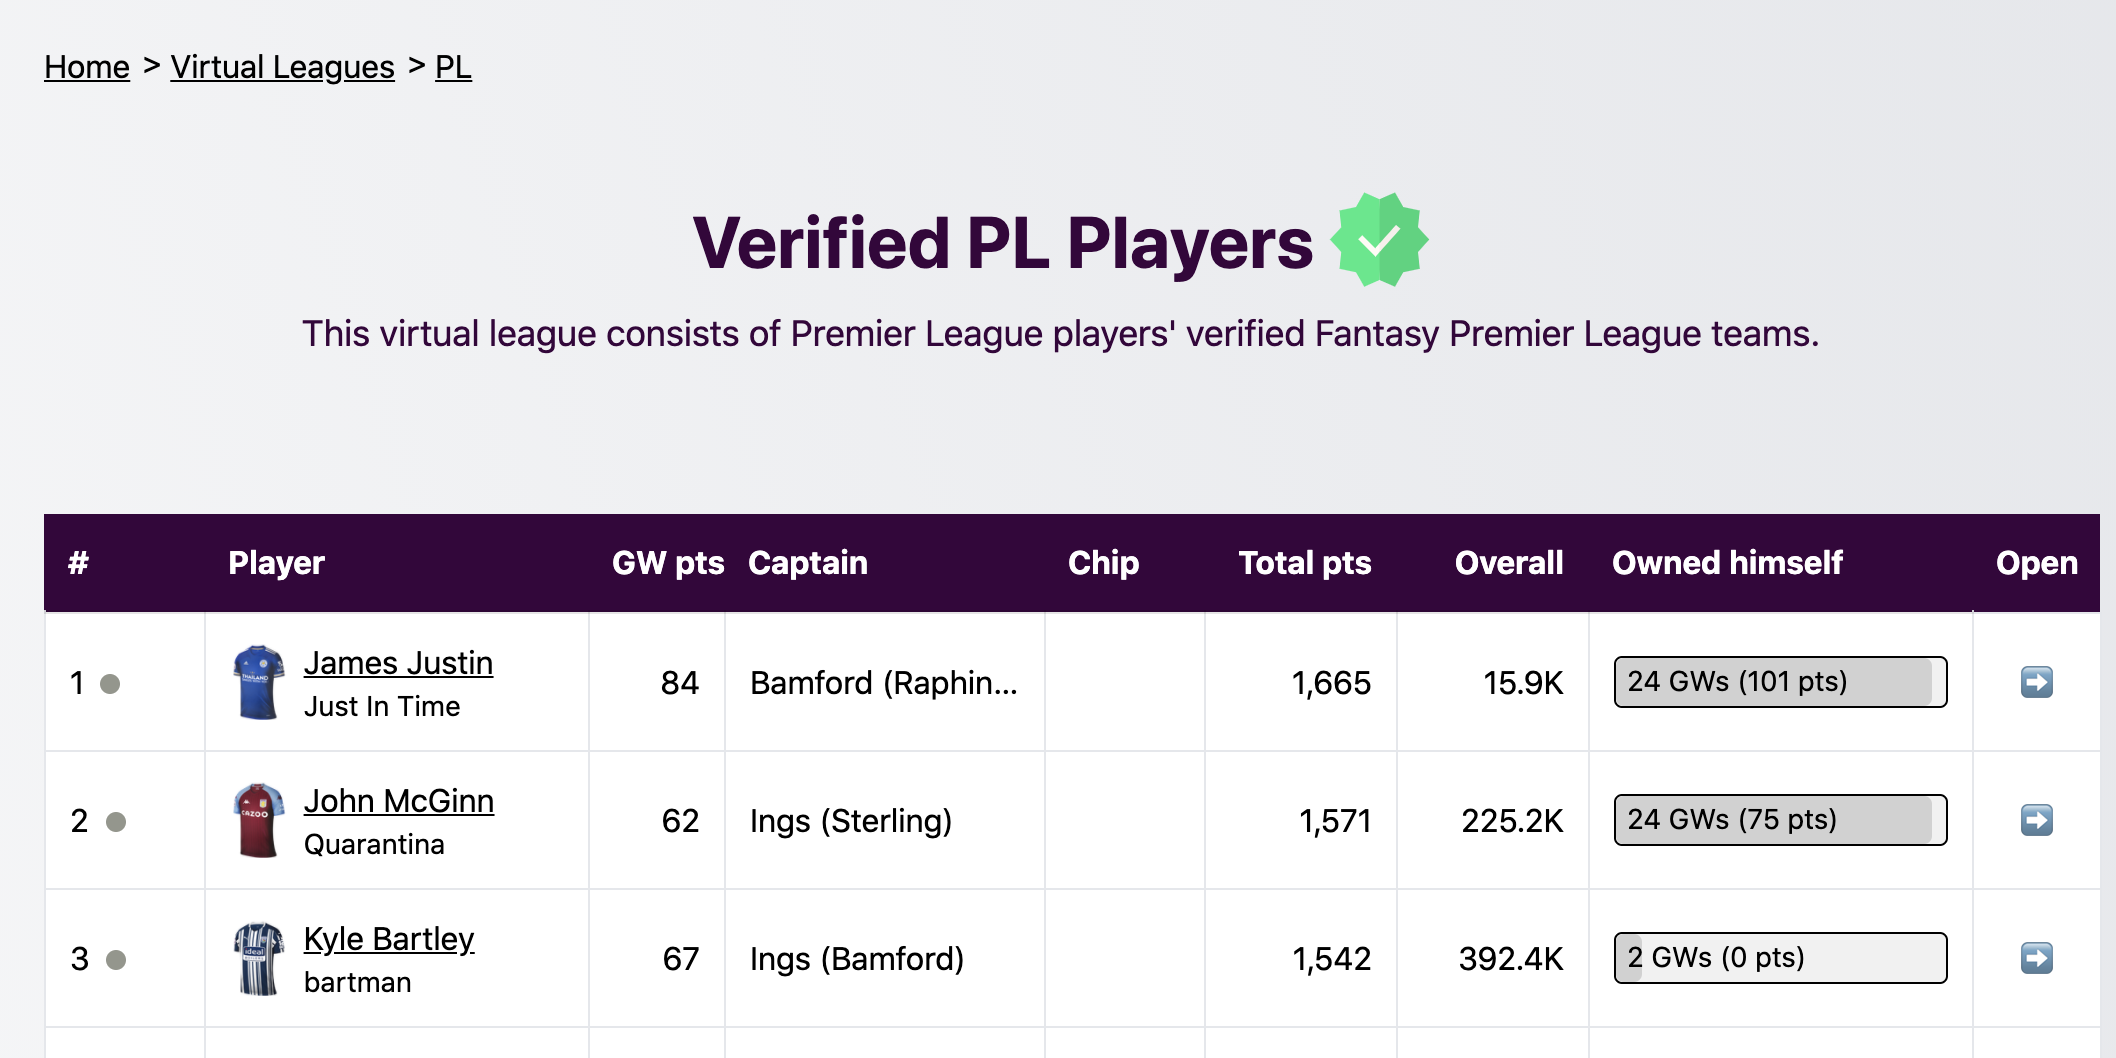 Home > Virtual Leagues > PL
Verified PL Players
This virtual league consists of Premier League players' verified Fantasy Premier League teams.
# Player GW pts Captain Chip Total pts Overall Owned himself Open
1 James Justin 84 Bamford (Raphin... 1,665 15.9K 24 GWs (101 pts)
THAILAND
Just In Time
2 John McGinn 62 Ings (Sterling) 1,571 225.2K 24 GWs (75 pts)
CAZOO
Quarantina
3 Kyle Bartley 67 Ings (Bamford) 1,542 392.4K 2 GWs (0 pts)
ideal
bartman